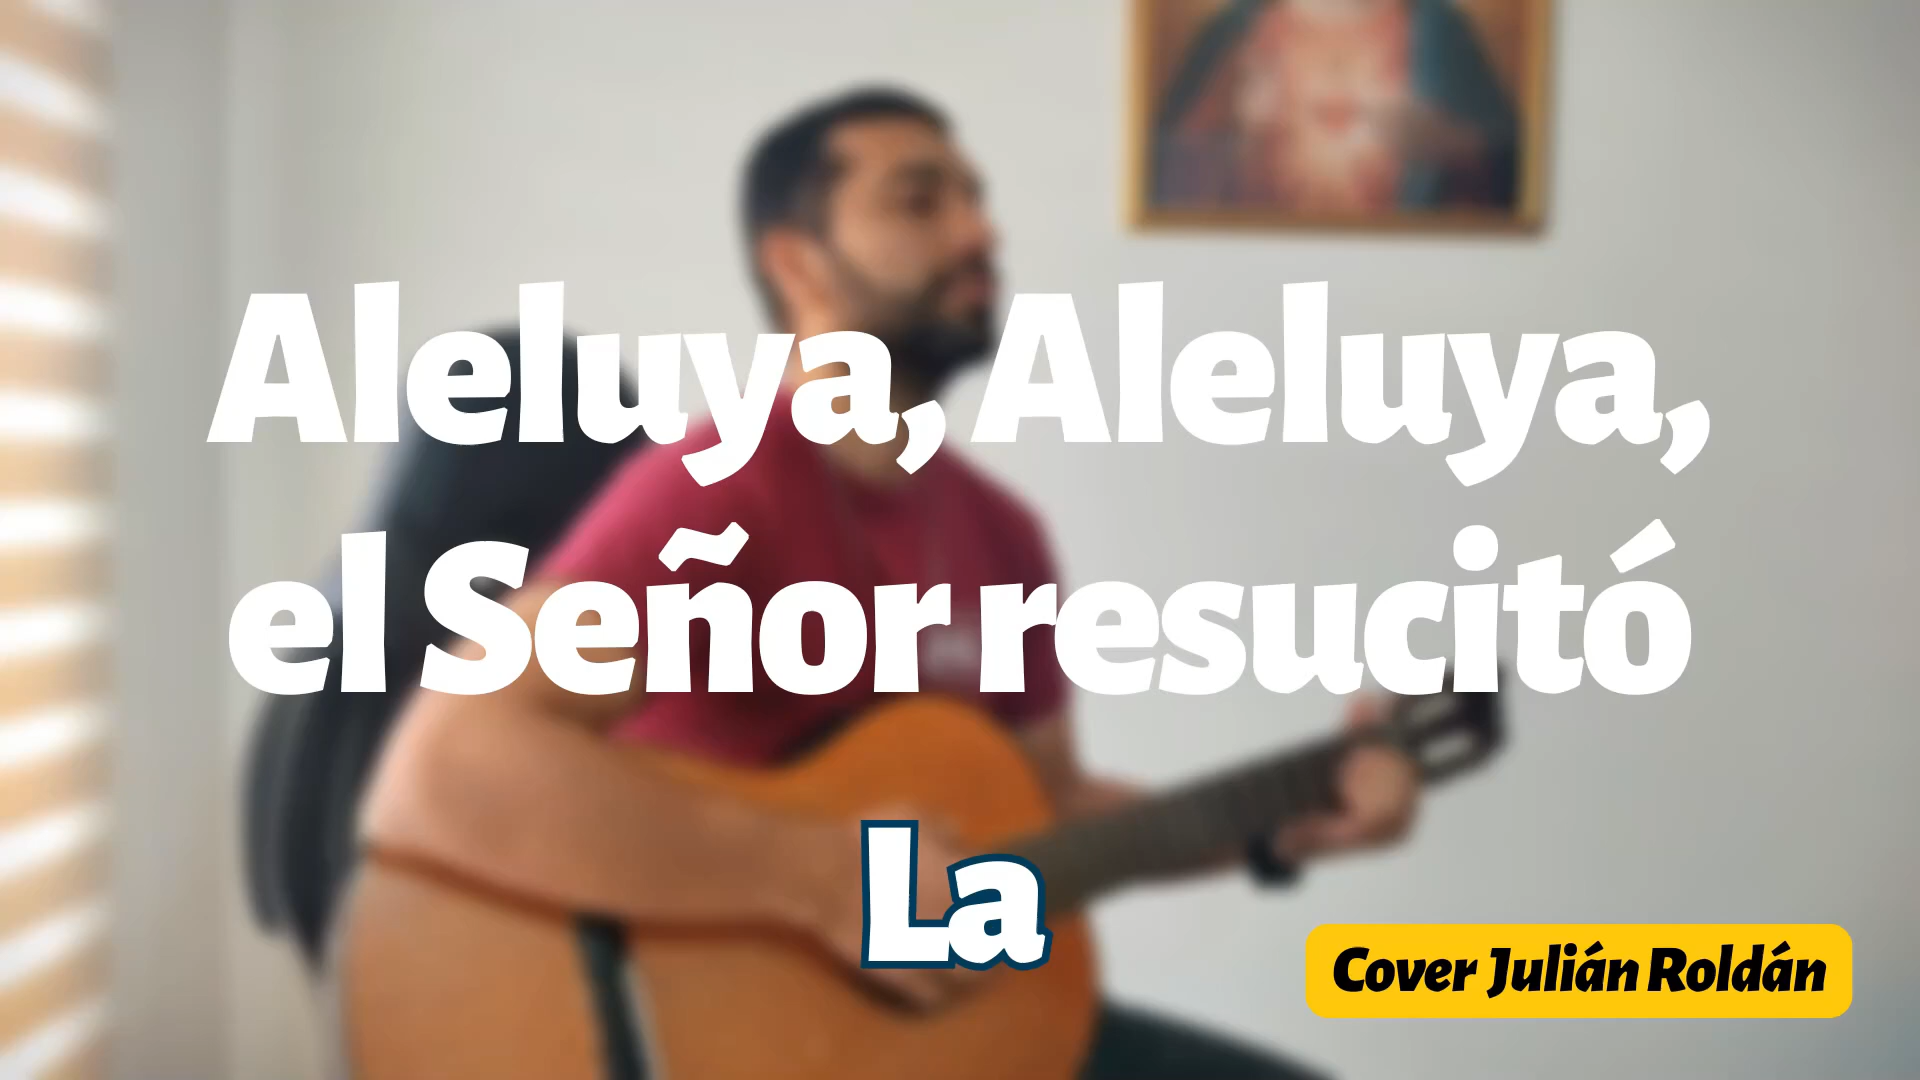 Aleluya, Aleluya,
el Señor resucitó
La
Cover Julián Roldán